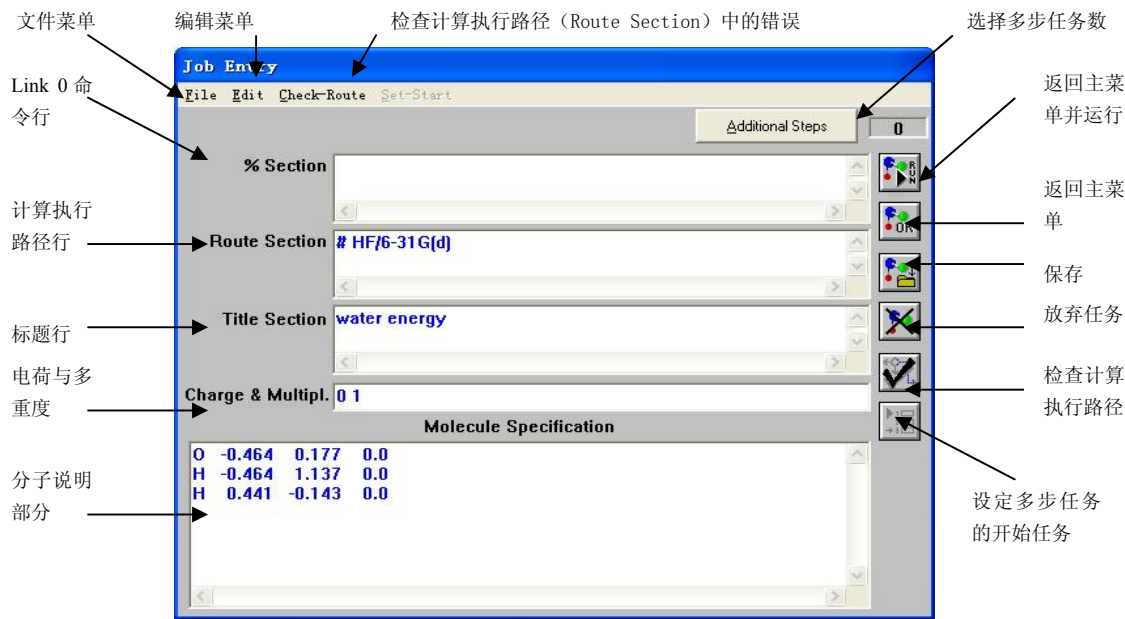 文件菜单
编辑菜单
检查计算执行路径（Route Section）中的错误
选择多步任务数
Link 0 命
令行
Job Entry
File Edit Check-Route Set-Start
返回主菜
单并运行
Additional Steps
0
% Section
RUN
计算执行
路径行
返回主菜
单
Route Section
# HF/6-31G(d)
OK
保存
标题行
Title Section
water energy
放弃任务
电荷与多
重度
Charge & Multipl.
0 1
检查计算
执行路径
Molecule Specification
分子说明
部分
O -0.464 0.177 0.0
H -0.464 1.137 0.0
H 0.441 -0.143 0.0
设定多步任务
的开始任务